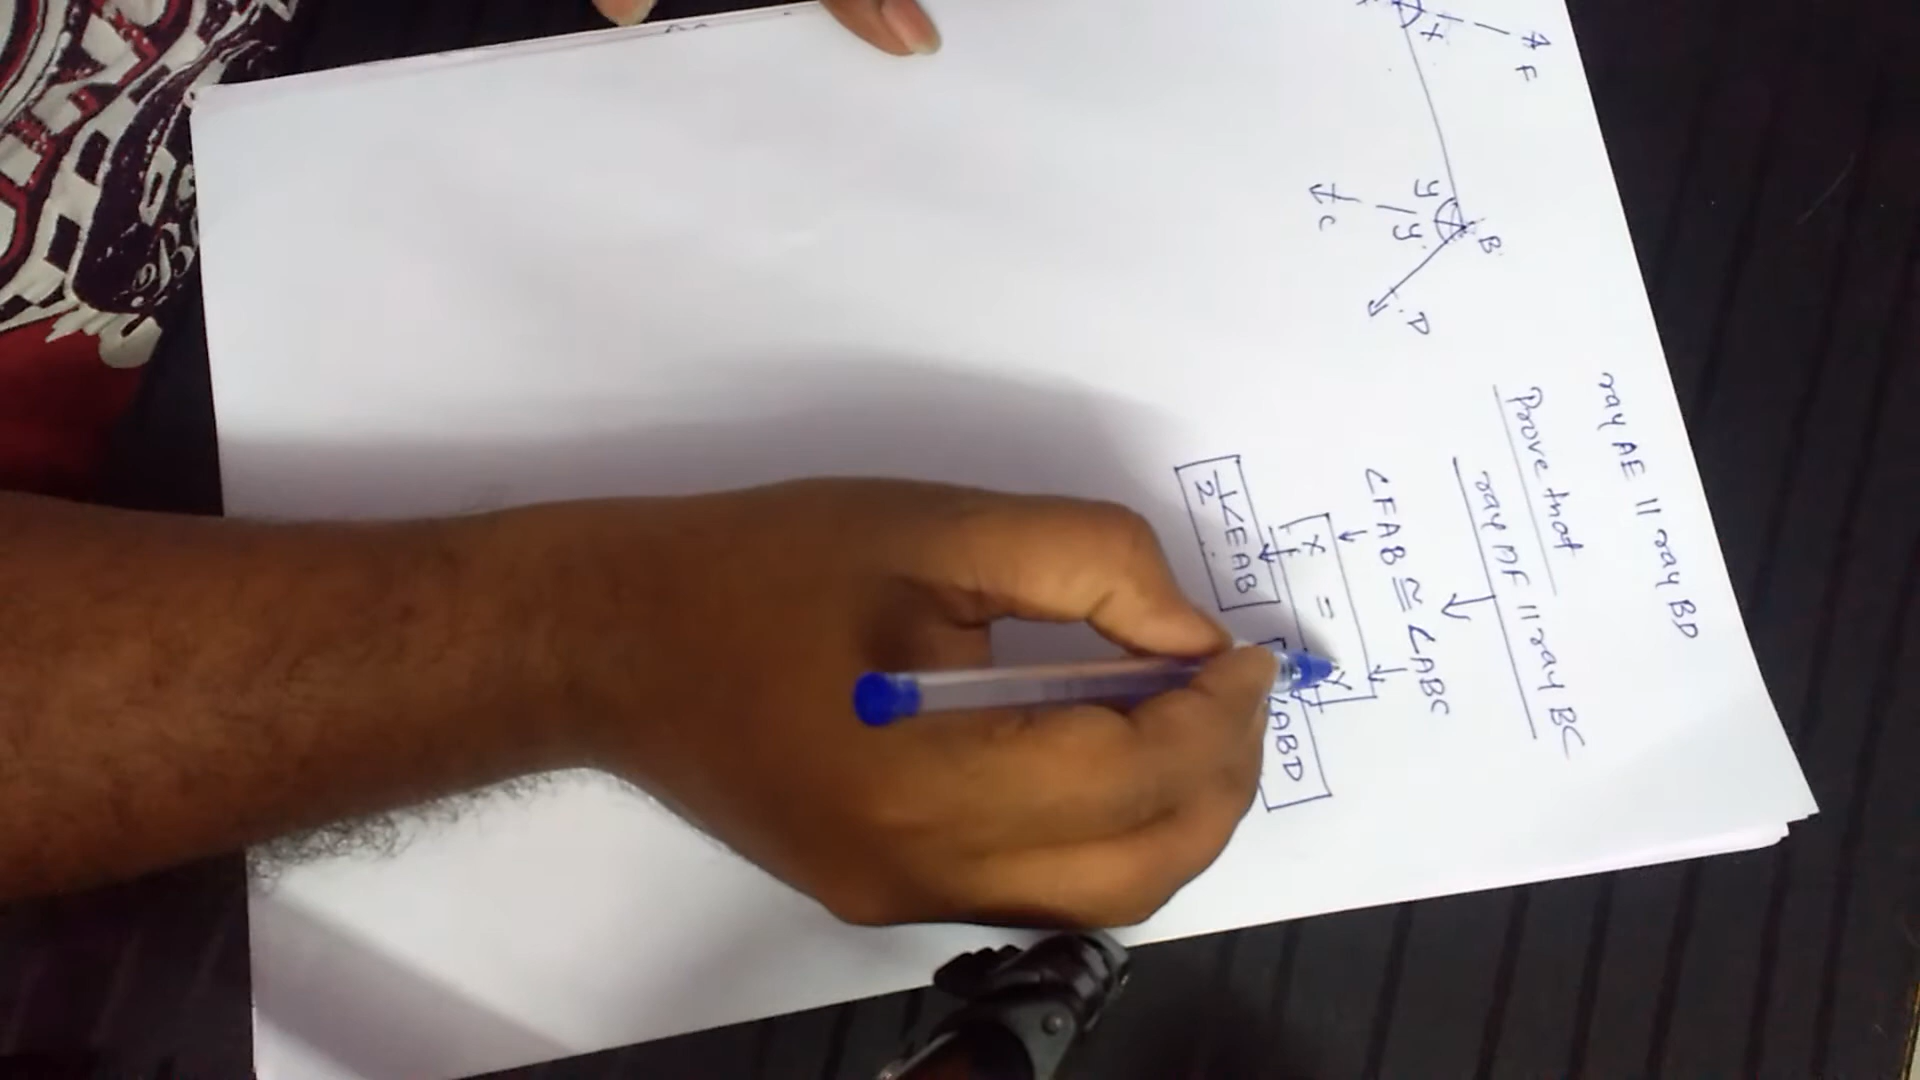 ray AE || ray BD
Prove that
ray AF || ray BC
∠FAB ≅ ∠ABC
x = y
1/2 ∠EAB
∠ABD
A
F
x
B
y
y
C
D